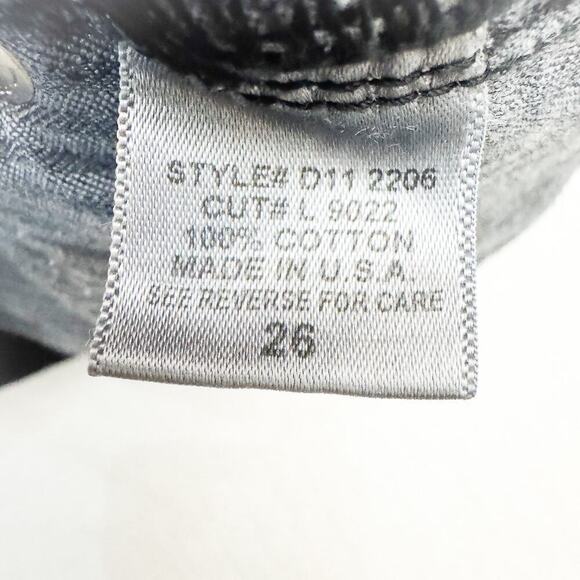 STYLE# D11 2206
CUT# L 9022
100% COTTON
MADE IN U.S.A.
SEE REVERSE FOR CARE
26